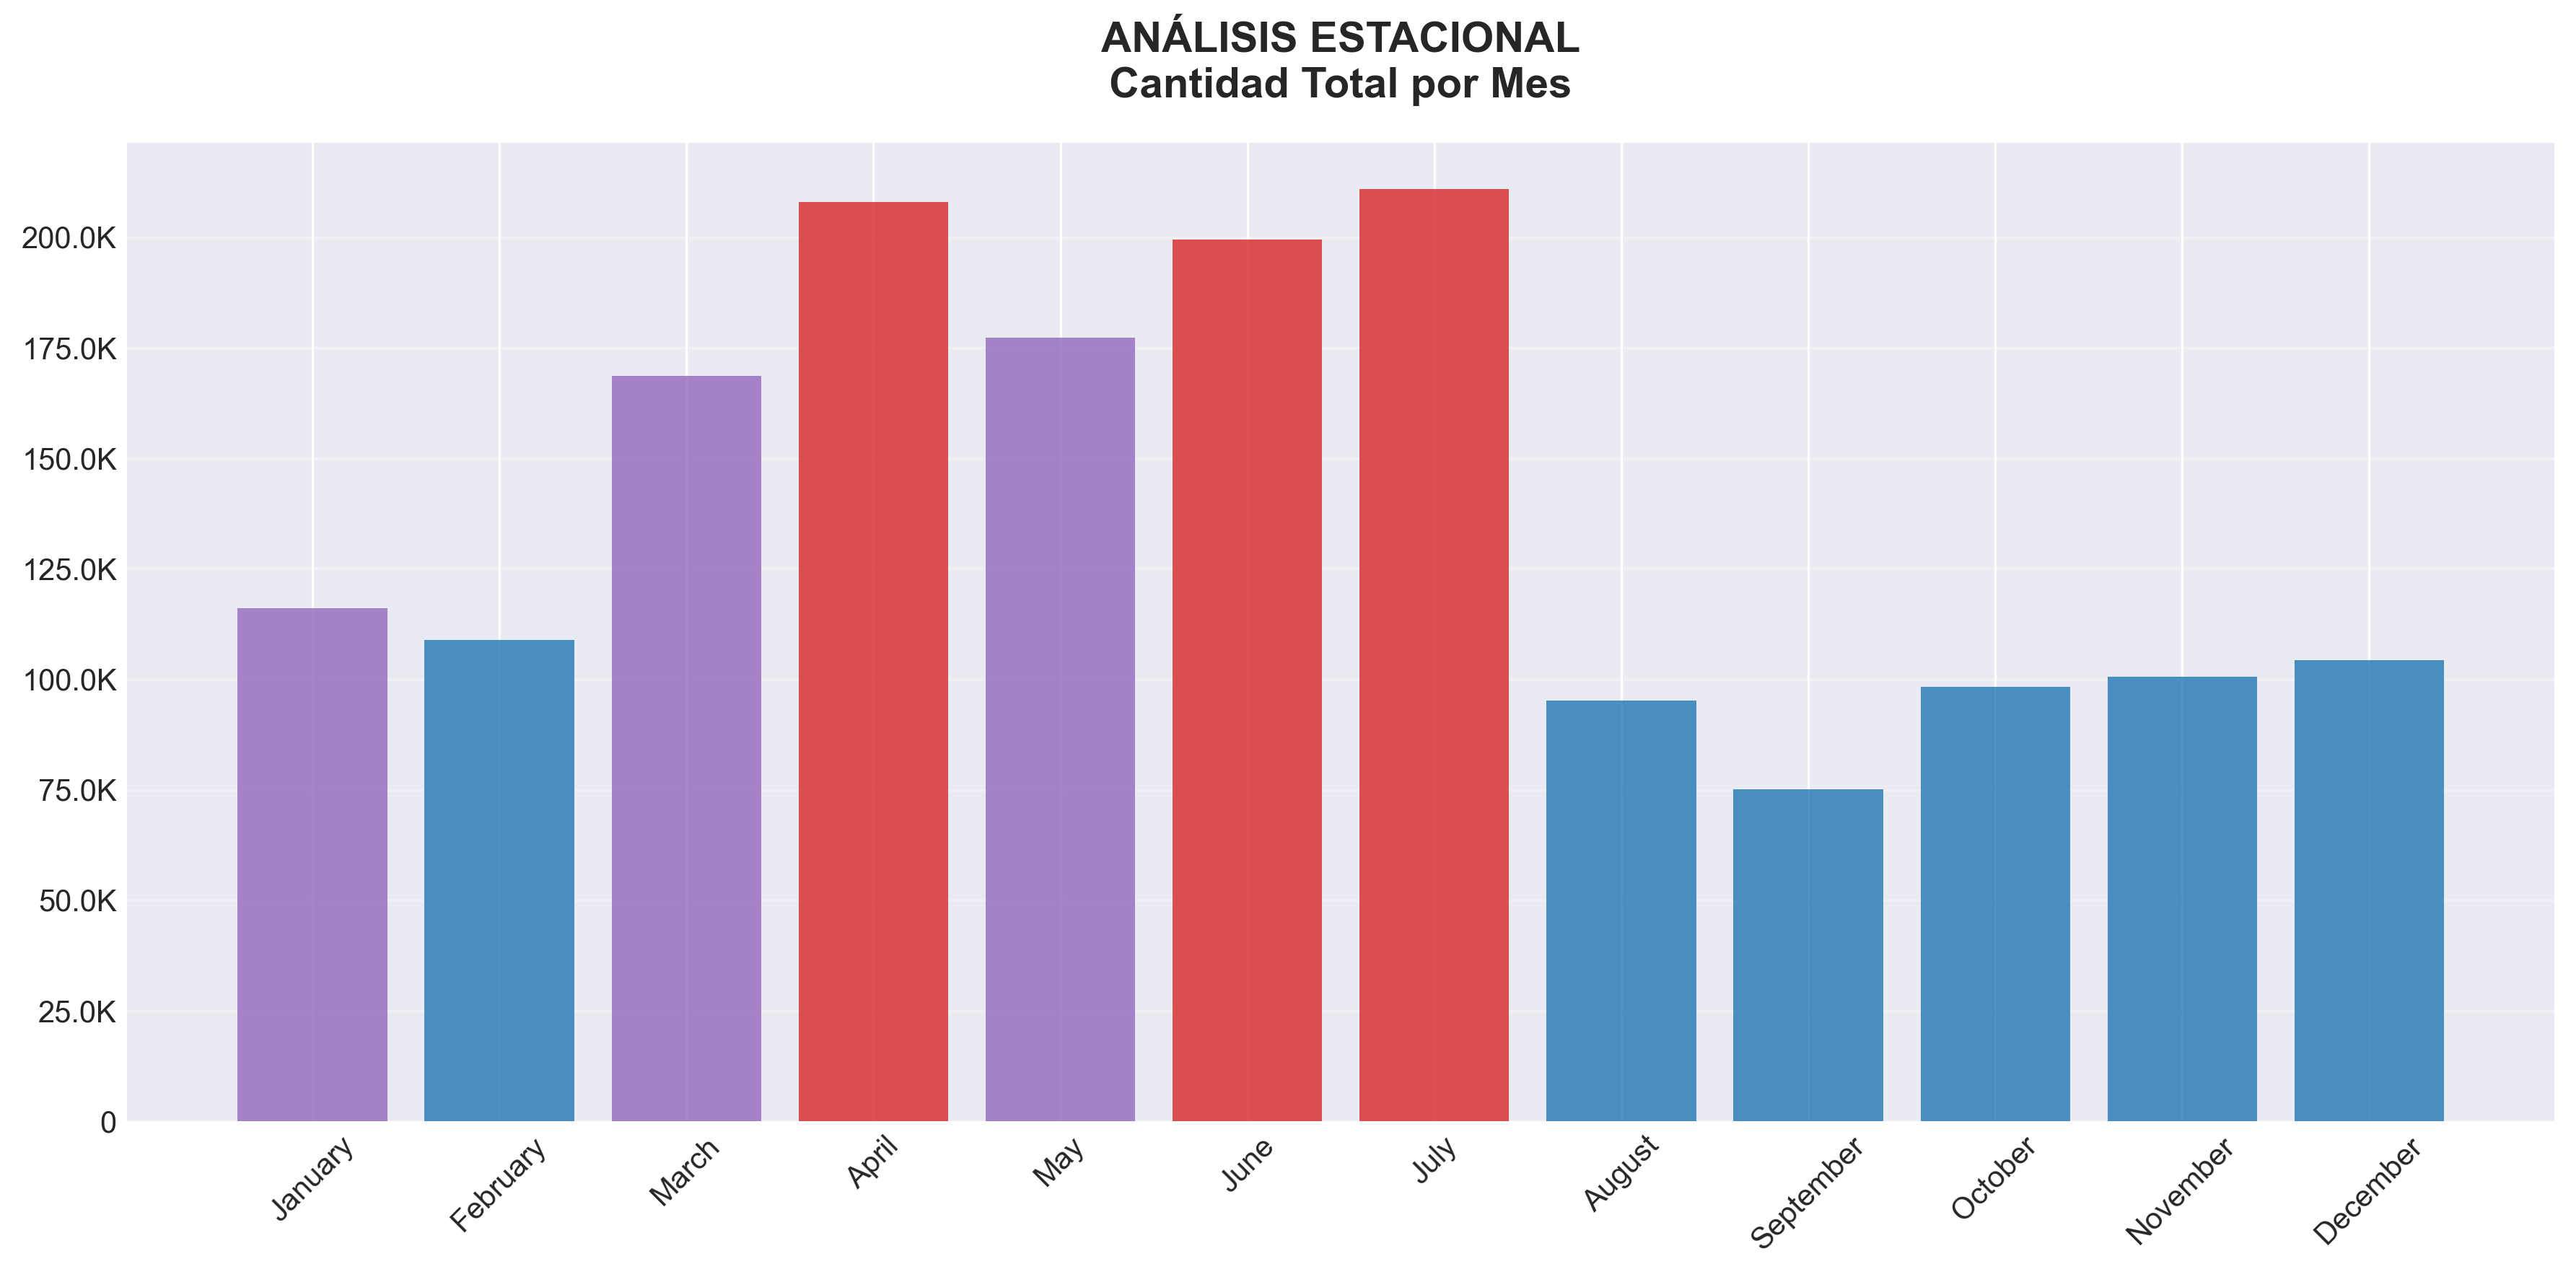 ANÁLISIS ESTACIONAL
Cantidad Total por Mes
200.0K
175.0K
150.0K
125.0K
100.0K
75.0K
50.0K
25.0K
0
January
February
March
April
May
June
July
August
September
October
November
December